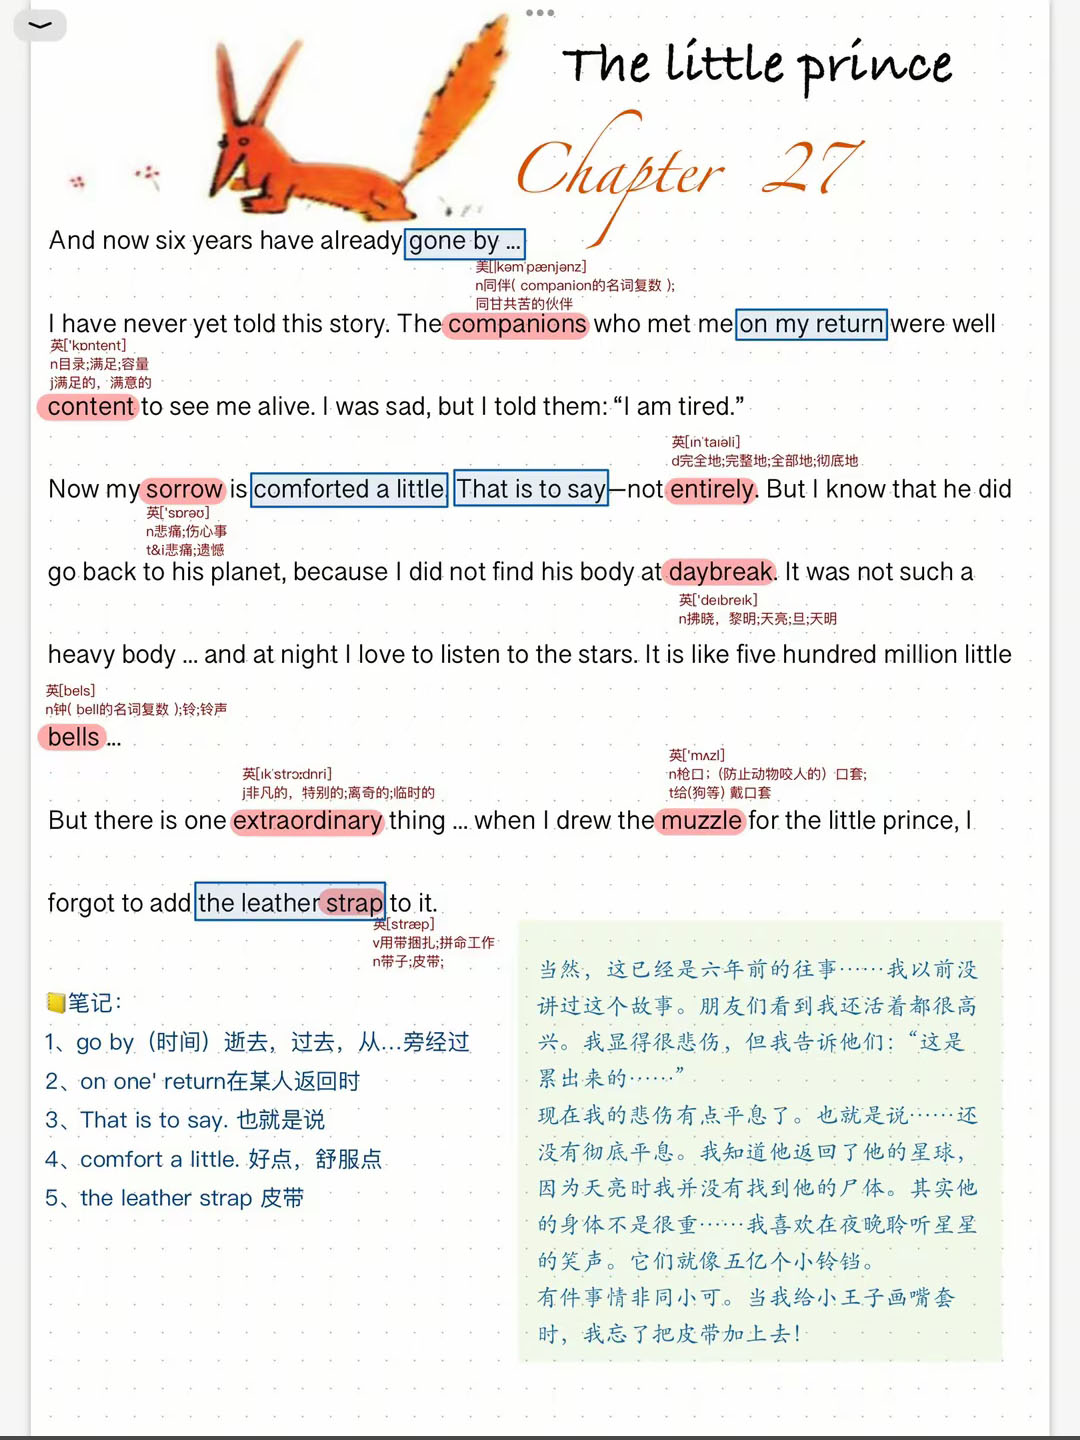 The little prince
Chapter 27
And now six years have already gone by ...
美[|kəmˈpænjənz]
n同伴( companion的名词复数 );
同甘共苦的伙伴
I have never yet told this story. The companions who met me on my return were well
英['kɒntent]
n目录;满足;容量
j满足的，满意的
content to see me alive. I was sad, but I told them: “I am tired.”
英[ɪnˈtaɪəli]
d完全地;完整地;全部地;彻底地
Now my sorrow is comforted a little. That is to say—not entirely. But I know that he did
英['sɒrəʊ]
n悲痛;伤心事
t&i悲痛;遗憾
go back to his planet, because I did not find his body at daybreak. It was not such a
英['deɪbreɪk]
n拂晓，黎明;天亮;旦;天明
heavy body ... and at night I love to listen to the stars. It is like five hundred million little
英[bels]
n钟( bell的名词复数 );铃;铃声
bells ...
英[ɪkˈstrɔːdnri]
j非凡的，特别的;离奇的;临时的
英['mʌzl]
n枪口；(防止动物咬人的）口套;
t给(狗等) 戴口套
But there is one extraordinary thing ... when I drew the muzzle for the little prince, I
forgot to add the leather strap to it.
英[stræp]
v用带捆扎;拼命工作
n带子;皮带;
笔记：
1、go by（时间）逝去，过去，从...旁经过
2、on one' return在某人返回时
3、That is to say. 也就是说
4、comfort a little. 好点，舒服点
5、the leather strap 皮带
当然，这已经是六年前的往事……我以前没
讲过这个故事。朋友们看到我还活着都很高
兴。我显得很悲伤，但我告诉他们：“这是
累出来的……”
现在我的悲伤有点平息了。也就是说……还
没有彻底平息。我知道他返回了他的星球，
因为天亮时我并没有找到他的尸体。其实他
的身体不是很重……我喜欢在夜晚聆听星星
的笑声。它们就像五亿个小铃铛。
有件事情非同小可。当我给小王子画嘴套
时，我忘了把皮带加上去！